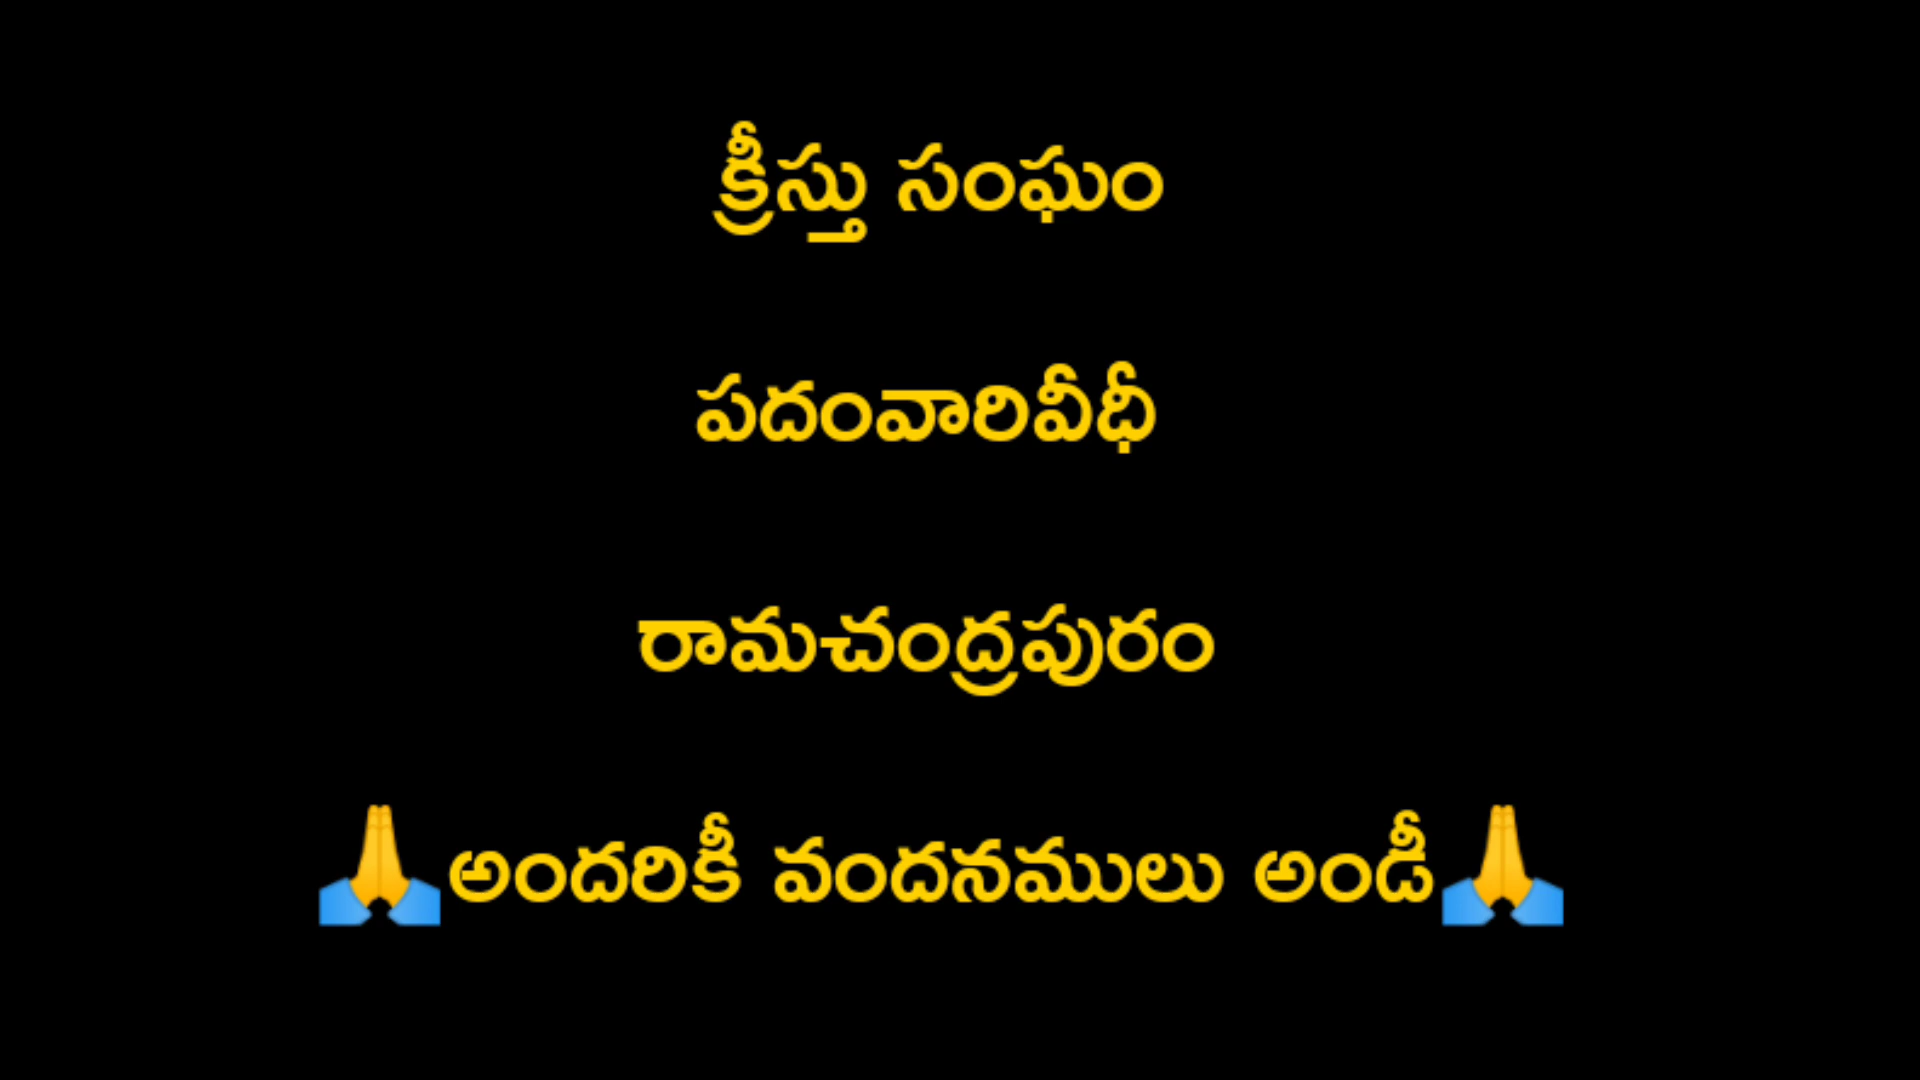 క్రీస్తు సంఘం
పదంవారివీధీ
రామచంద్రపురం
🙏అందరికీ వందనములు అండీ🙏